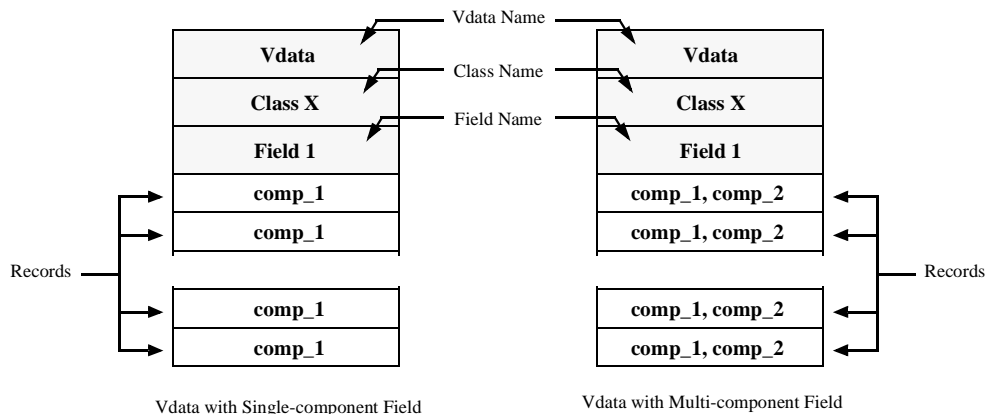 Vdata Name
Vdata
Vdata
Class Name
Class X
Class X
Field Name
Field 1
Field 1
comp_1
comp_1, comp_2
comp_1
comp_1, comp_2
Records
Records
comp_1
comp_1, comp_2
comp_1
comp_1, comp_2
Vdata with Single-component Field
Vdata with Multi-component Field